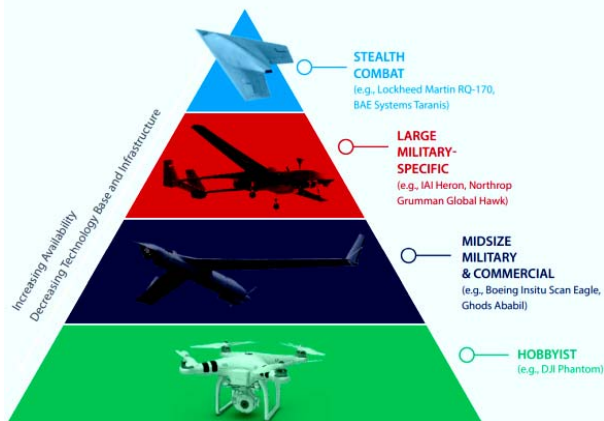 STEALTH
COMBAT
(e.g., Lockheed Martin RQ-170,
BAE Systems Taranis)
LARGE
MILITARY-
SPECIFIC
(e.g., IAI Heron, Northrop
Grumman Global Hawk)
Increasing Availability
Decreasing Technology Base and Infrastructure
MIDSIZE
MILITARY
& COMMERCIAL
(e.g., Boeing Insitu Scan Eagle,
Ghods Ababil)
HOBBYIST
(e.g., DJI Phantom)